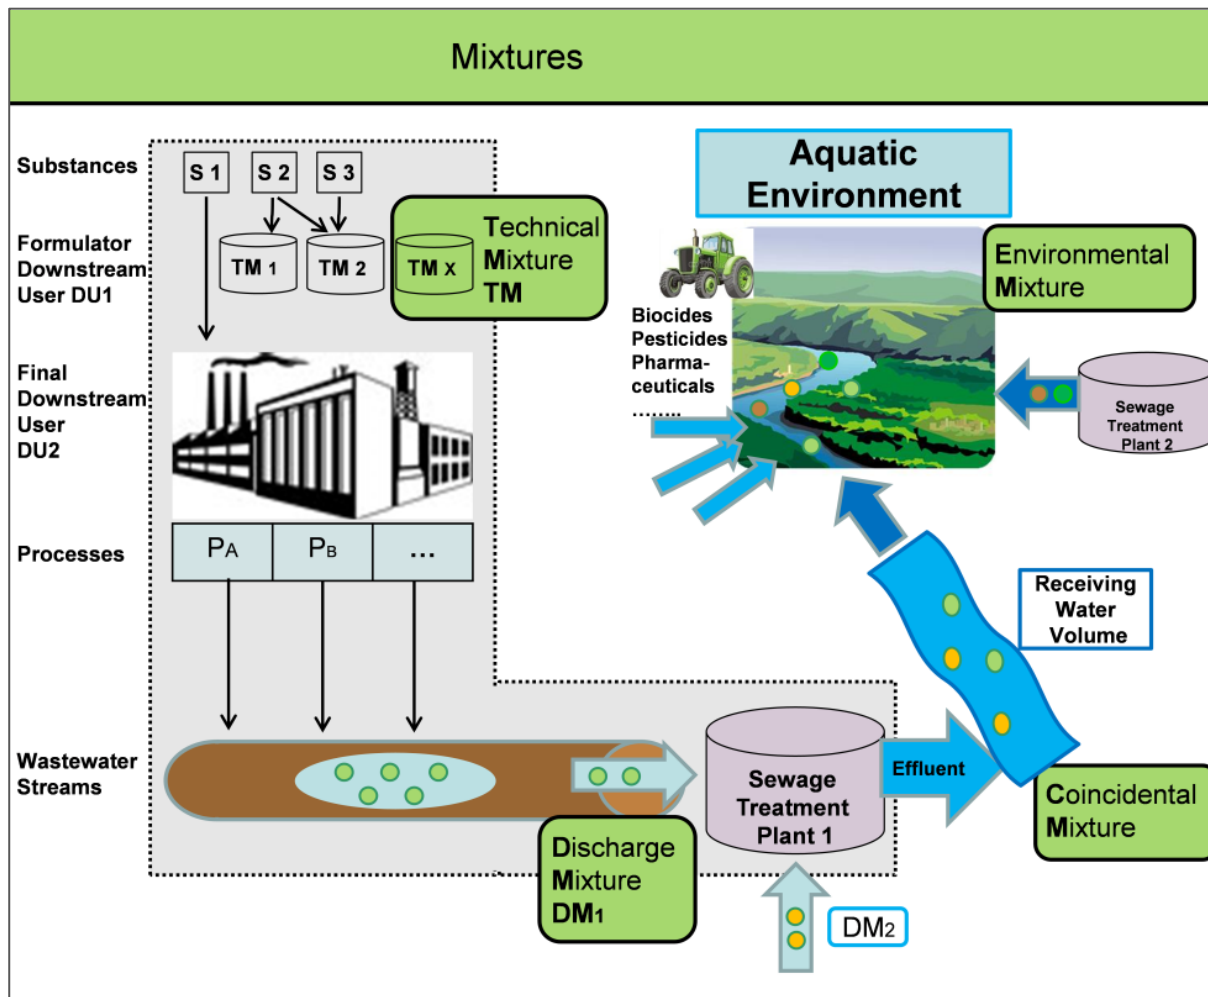 Mixtures
Substances
S 1
S 2
S 3
Formulator
Downstream
User DU1
TM 1
TM 2
TM X
Technical
Mixture
TM
Final
Downstream
User
DU2
Processes
PA
PB
...
Wastewater
Streams
Discharge
Mixture
DM1
Sewage
Treatment
Plant 1
DM2
Effluent
Coincidental
Mixture
Receiving
Water
Volume
Aquatic
Environment
Environmental
Mixture
Biocides
Pesticides
Pharma-
ceuticals
........
Sewage
Treatment
Plant 2